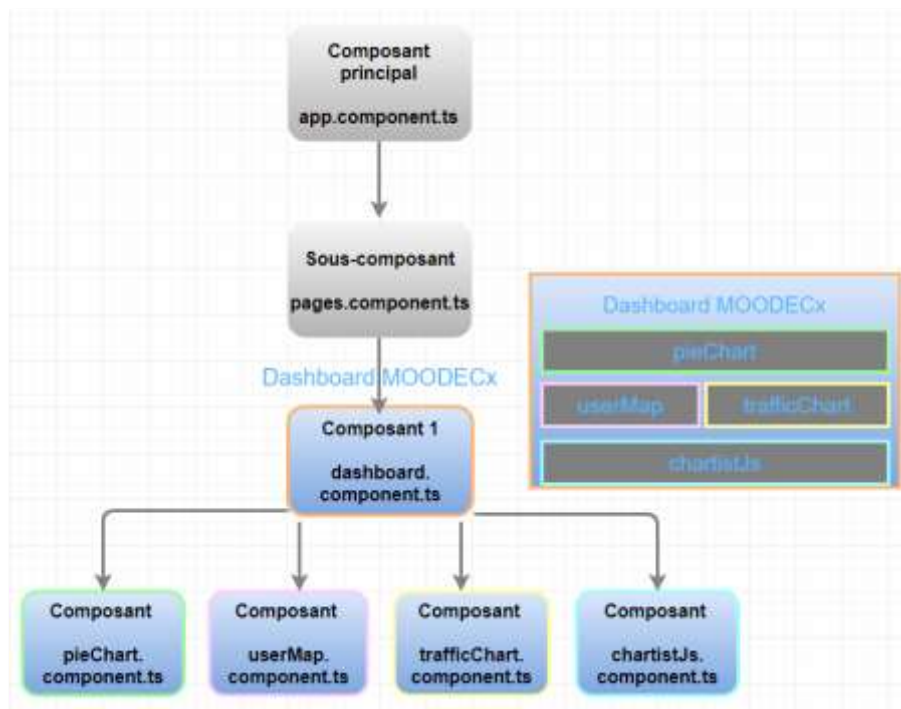 Composant
principal
app.component.ts
Sous-composant
pages.component.ts
Dashboard MOODECx
Composant 1
dashboard.
component.ts
Composant
pieChart.
component.ts
Composant
userMap.
component.ts
Composant
trafficChart.
component.ts
Composant
chartistJs.
component.ts
Dashboard MOODECx
pieChart
userMap
trafficChart
chartistJs